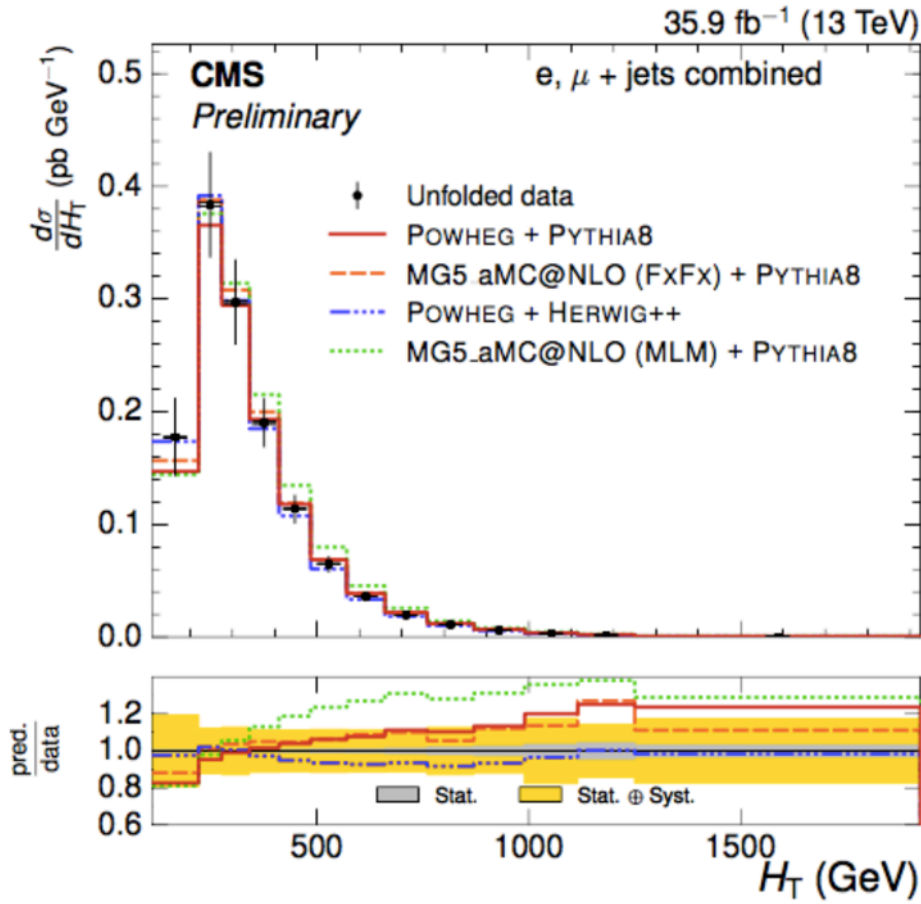 35.9 fb⁻¹ (13 TeV)
CMS
Preliminary
e, μ + jets combined
dσ/dH_T (pb GeV⁻¹)
0.5
0.4
0.3
0.2
0.1
0.0
Unfolded data
POWHEG + PYTHIA8
MG5_aMC@NLO (FxFx) + PYTHIA8
POWHEG + HERWIG++
MG5_aMC@NLO (MLM) + PYTHIA8
pred.
data
1.2
1.0
0.8
0.6
Stat.
Stat. ⊕ Syst.
500
1000
1500
H_T (GeV)